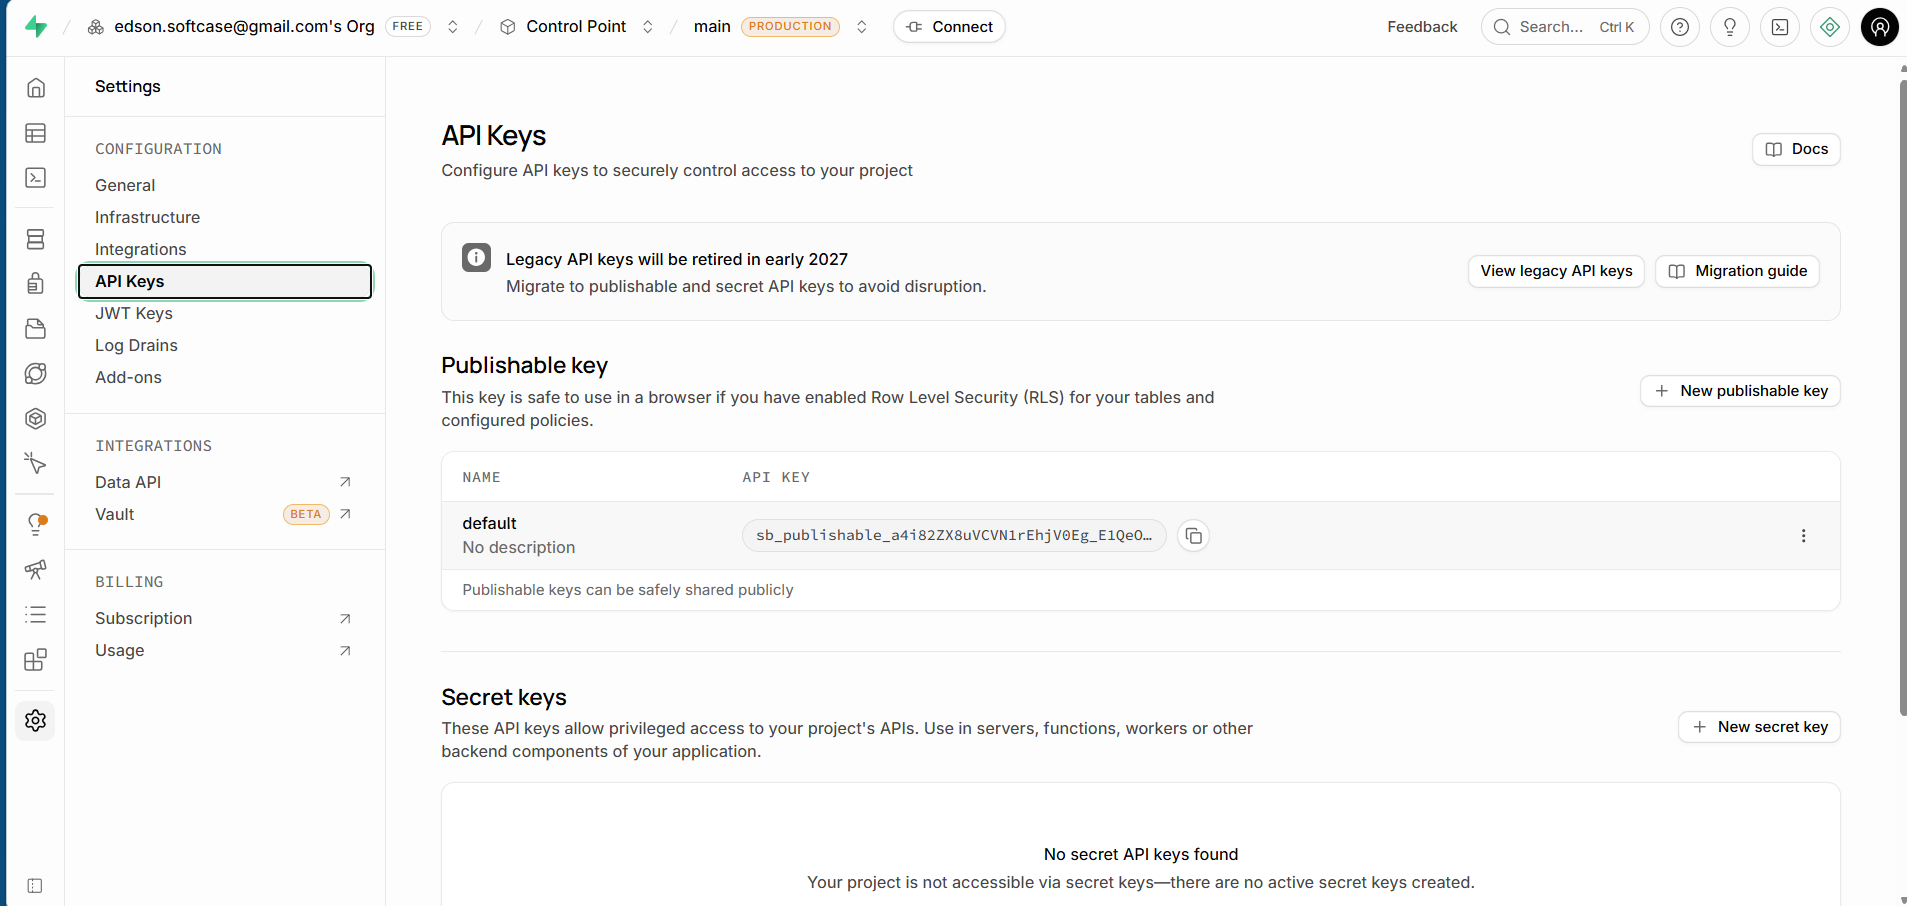 edson.softcase@gmail.com's Org FREE / Control Point / main PRODUCTION Connect Feedback Search... Ctrl K
Settings
CONFIGURATION
General
Infrastructure
Integrations
API Keys
JWT Keys
Log Drains
Add-ons
INTEGRATIONS
Data API
Vault BETA
BILLING
Subscription
Usage
API Keys
Configure API keys to securely control access to your project
Docs
Legacy API keys will be retired in early 2027
Migrate to publishable and secret API keys to avoid disruption.
View legacy API keys
Migration guide
Publishable key
This key is safe to use in a browser if you have enabled Row Level Security (RLS) for your tables and
configured policies.
New publishable key
NAME API KEY
default
No description
sb_publishable_a4i82ZX8uVCVN1rEhjV0Eg_E1QeO…
Publishable keys can be safely shared publicly
Secret keys
These API keys allow privileged access to your project's APIs. Use in servers, functions, workers or other
backend components of your application.
New secret key
No secret API keys found
Your project is not accessible via secret keys—there are no active secret keys created.